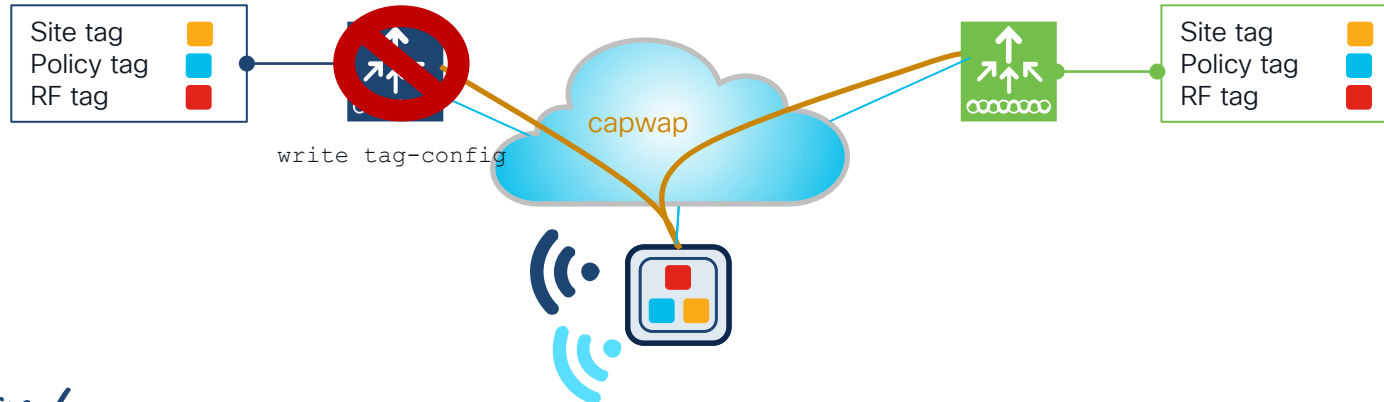 Site tag
Policy tag
RF tag
write tag-config
capwap
Site tag
Policy tag
RF tag